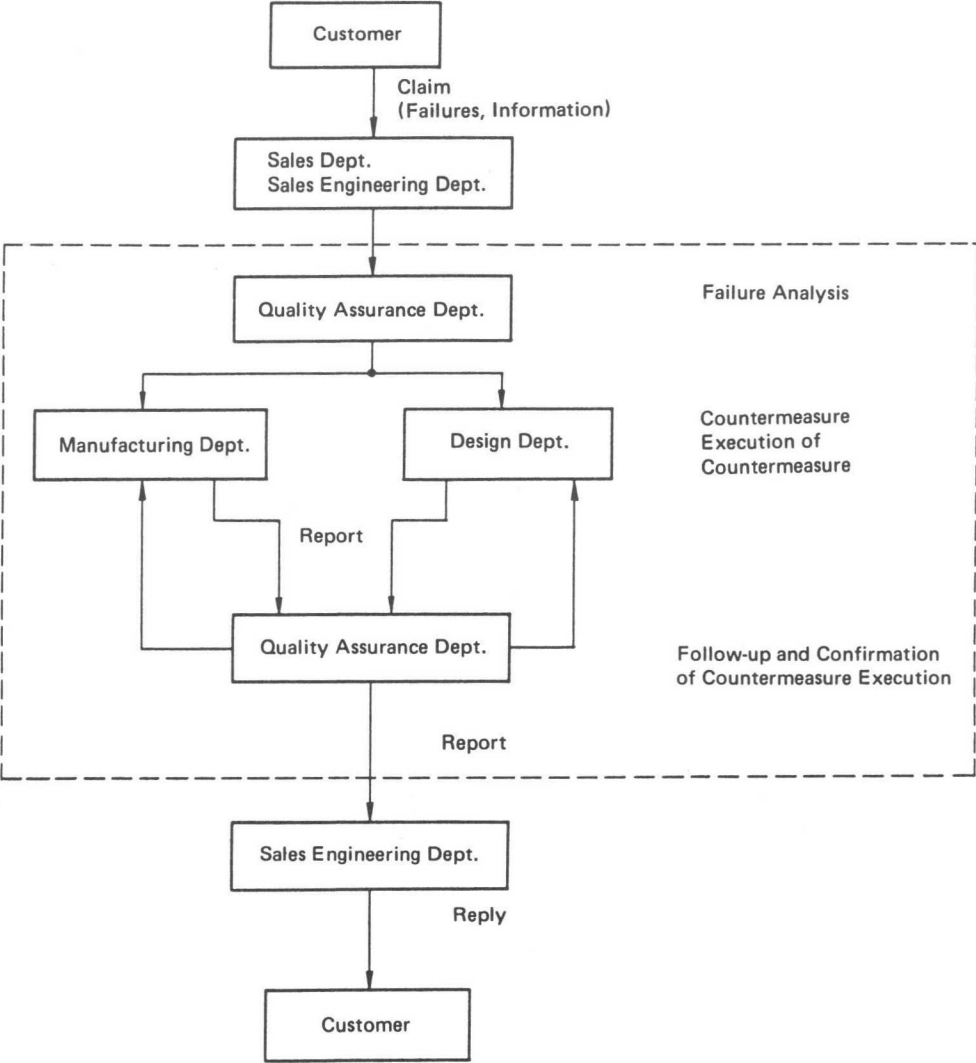 Customer
Claim
(Failures, Information)
Sales Dept.
Sales Engineering Dept.
Quality Assurance Dept.
Failure Analysis
Manufacturing Dept.
Design Dept.
Countermeasure
Execution of
Countermeasure
Report
Quality Assurance Dept.
Follow-up and Confirmation
of Countermeasure Execution
Report
Sales Engineering Dept.
Reply
Customer